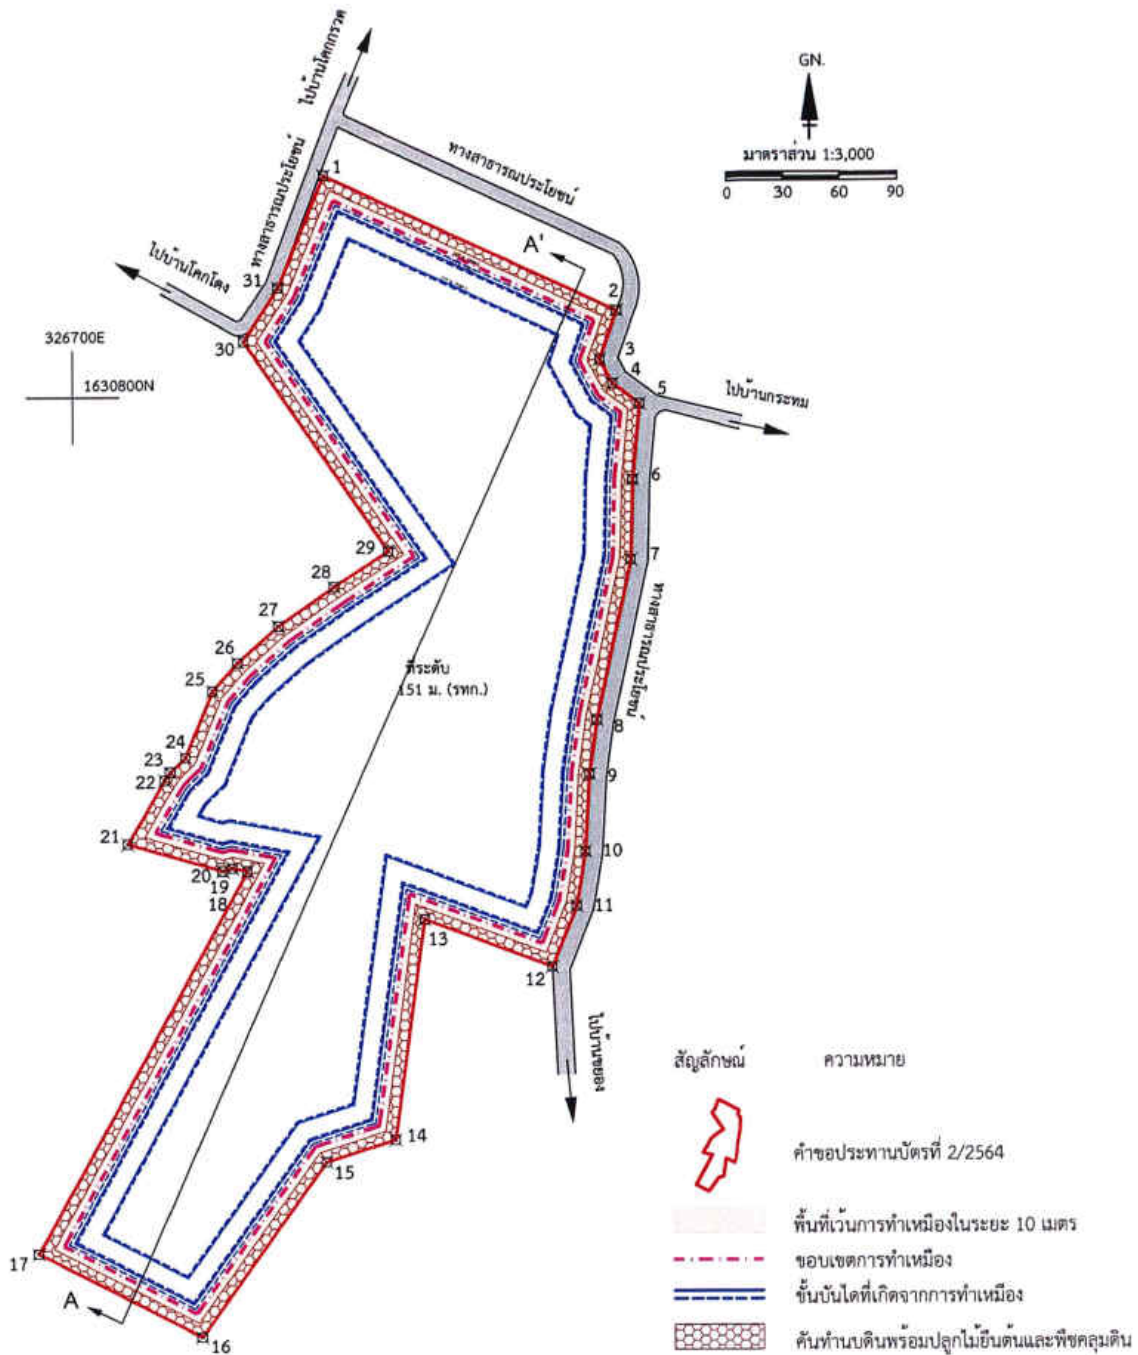 ไปบ้านโคกกรวด
GN.
มาตราส่วน 1:3,000
0 30 60 90
ทางสาธารณประโยชน์
ทางสาธารณประโยชน์
1
A'
ไปบ้านโคกโดง
31
2
30
3
4
5
326700E
1630800N
ไปบ้านกระทม
6
29
7
28
27
ทางสาธารณประโยชน์
26
ที่ระดับ
151 ม. (รทก.)
25
8
24
23
22
9
21
10
20
19
18
11
13
12
สัญลักษณ์ ความหมาย
14
คำขอประทานบัตรที่ 2/2564
15
พื้นที่เว้นการทำเหมืองในระยะ 10 เมตร
17
ขอบเขตการทำเหมือง
A
ขั้นบันไดที่เกิดจากการทำเหมือง
16
คันทำนบดินพร้อมปลูกไม้ยืนต้นและพืชคลุมดิน